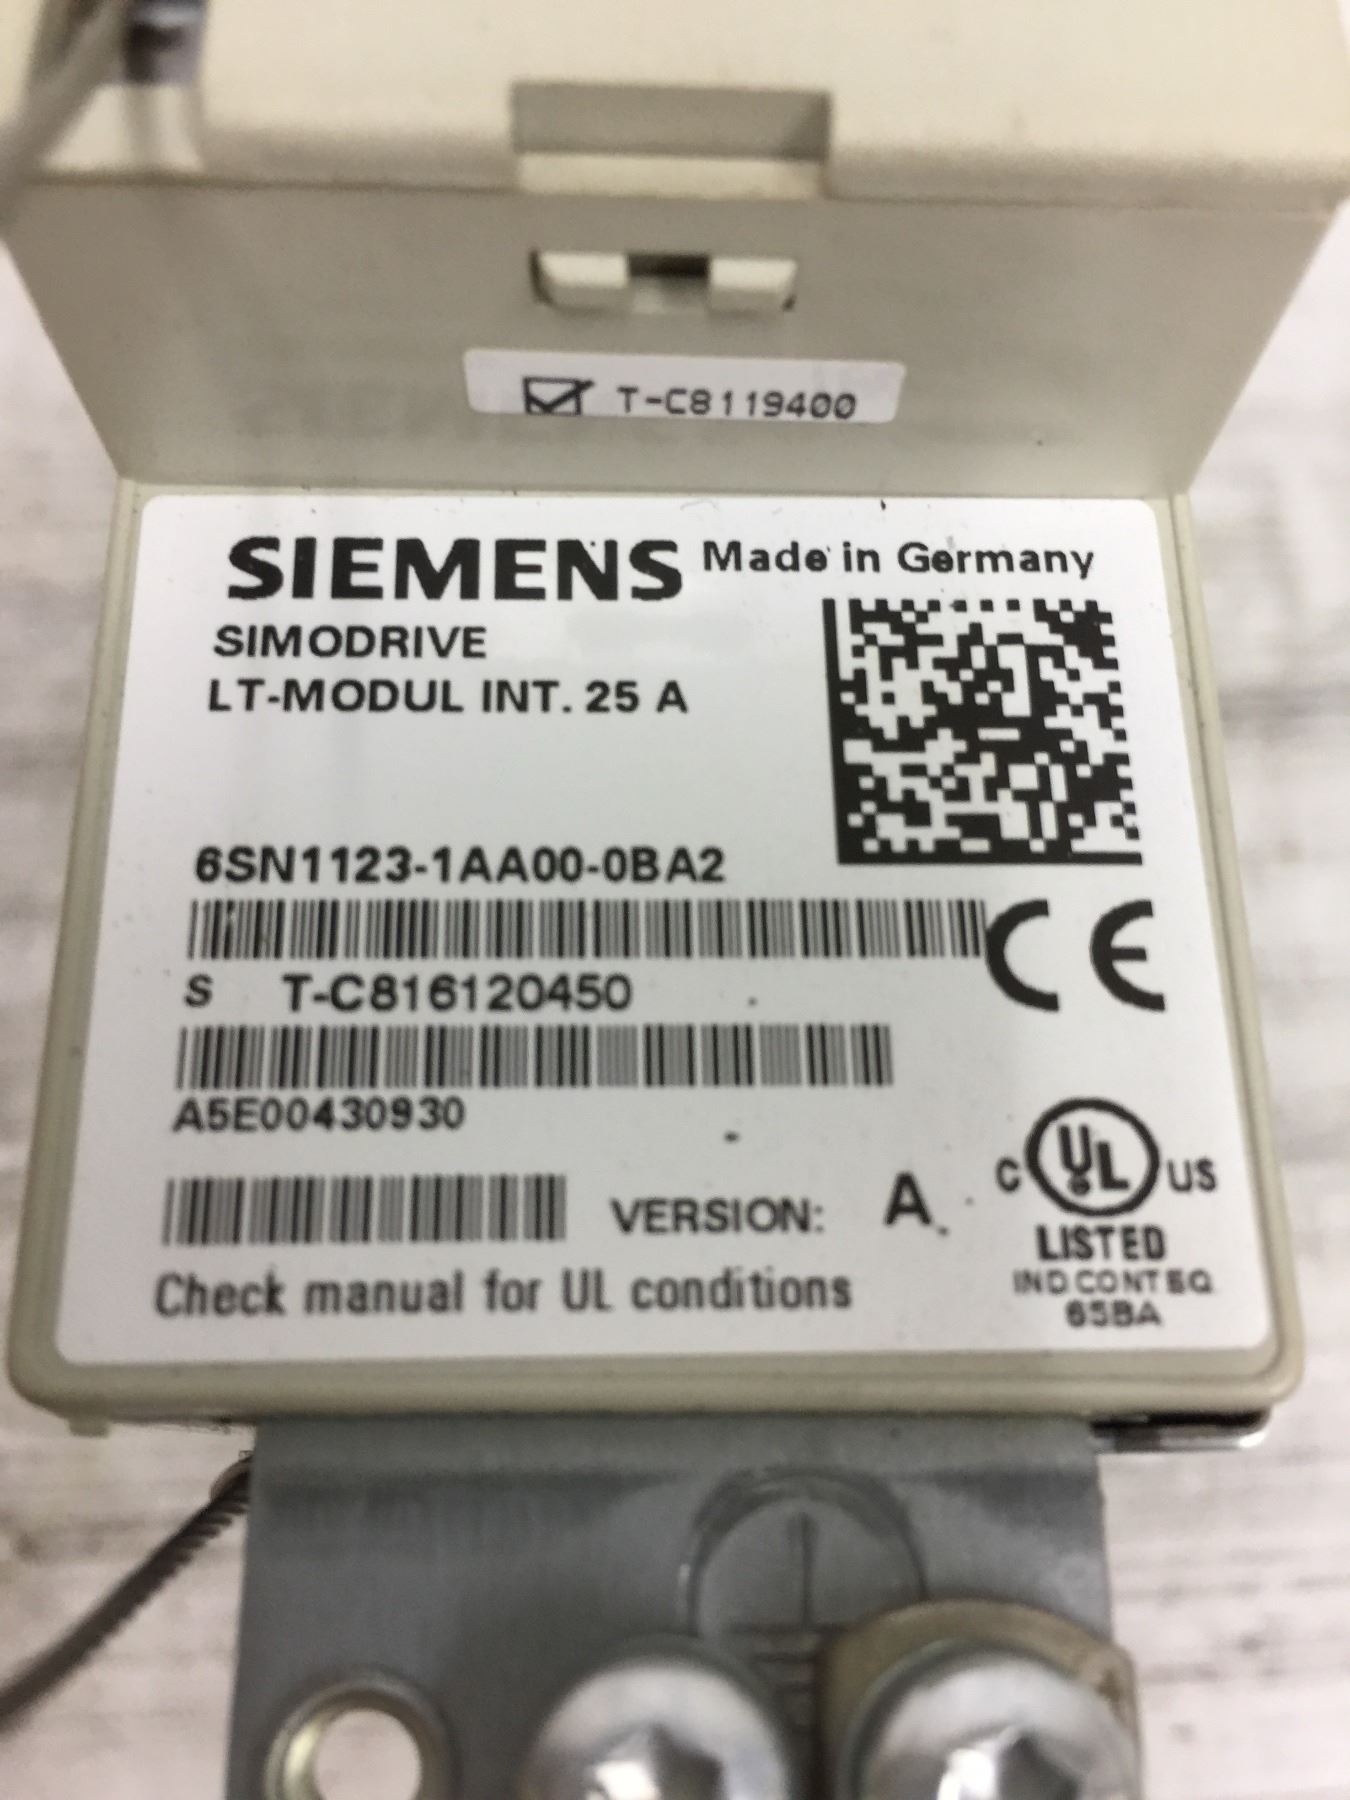 T-C8119400
SIEMENS Made in Germany
SIMODRIVE
LT-MODUL INT. 25 A
6SN1123-1AA00-0BA2
S T-C816120450
A5E00430930
VERSION: A
Check manual for UL conditions
CE
C UL US
LISTED
IND.CONT.EQ.
65BA